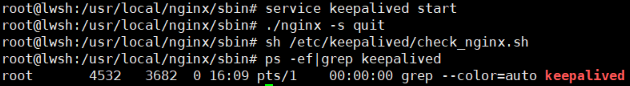 root@lwsh:/usr/local/nginx/sbin# service keepalived start
root@lwsh:/usr/local/nginx/sbin# ./nginx -s quit
root@lwsh:/usr/local/nginx/sbin# sh /etc/keepalived/check_nginx.sh
root@lwsh:/usr/local/nginx/sbin# ps -ef|grep keepalived
root      4532  3682  0 16:09 pts/1    00:00:00 grep --color=auto keepalived